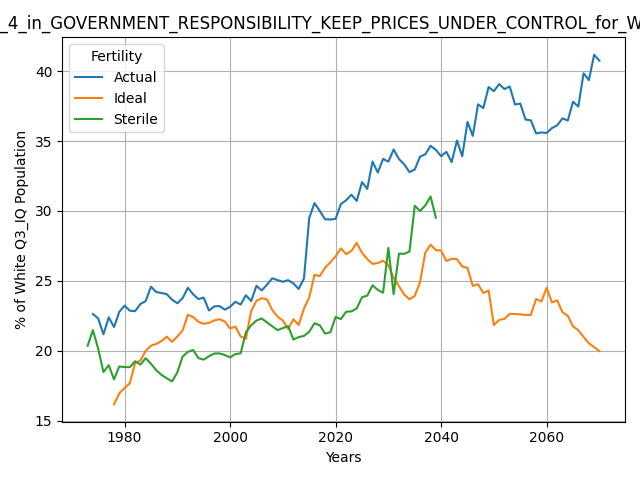 _4_in_GOVERNMENT_RESPONSIBILITY_KEEP_PRICES_UNDER_CONTROL_for_W
Fertility
Actual
Ideal
Sterile
% of White Q3_IQ Population
40
35
30
25
20
15
1980
2000
2020
2040
2060
Years